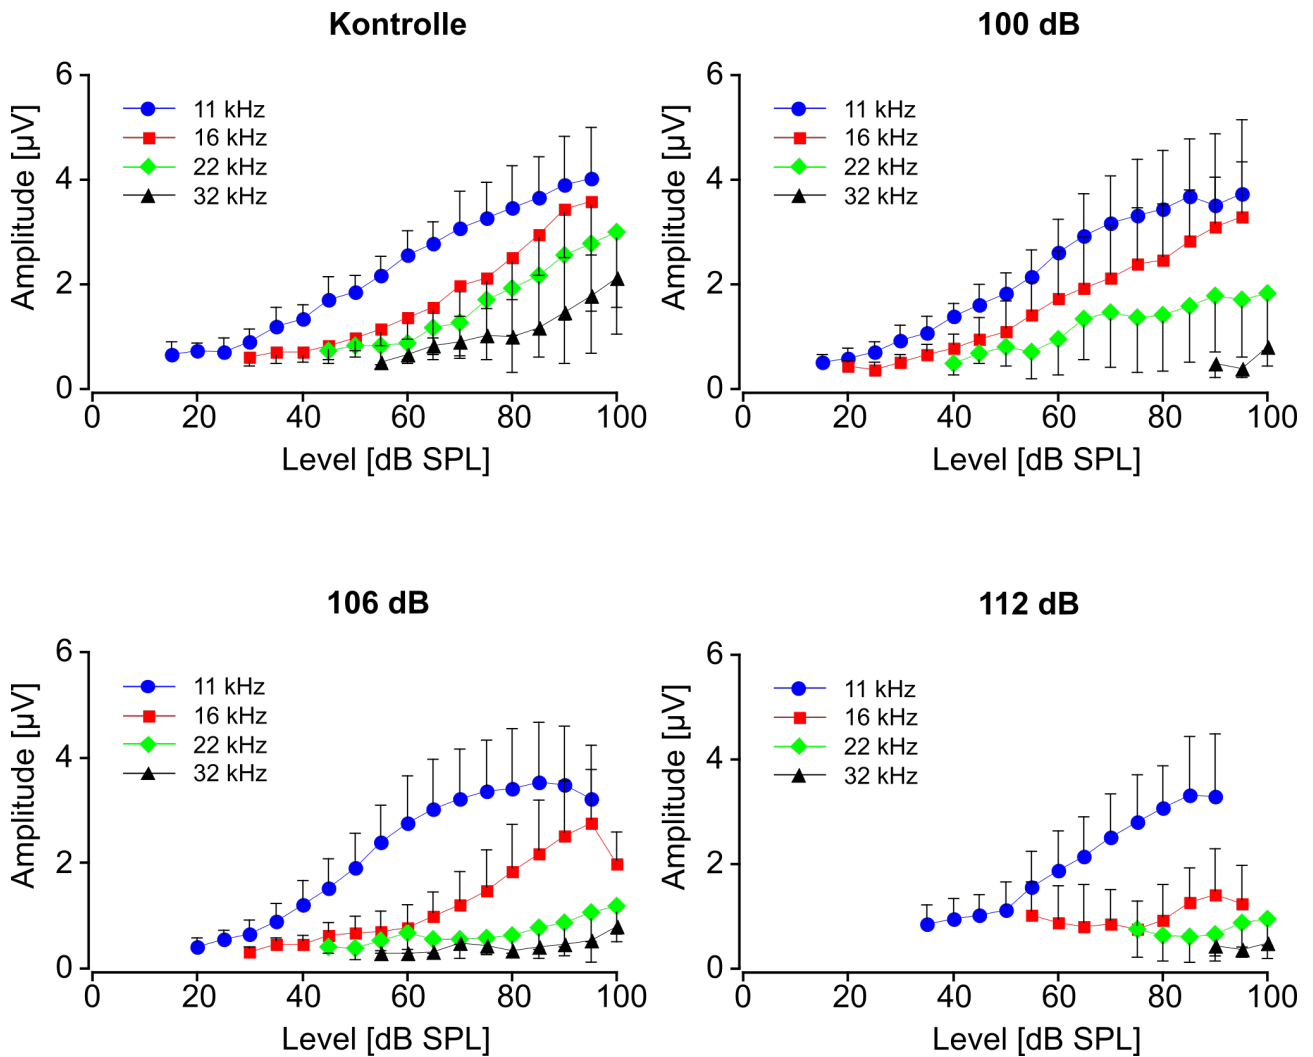 Kontrolle
6
4
2
0
Amplitude [µV]
11 kHz
16 kHz
22 kHz
32 kHz
0 20 40 60 80 100
Level [dB SPL]
100 dB
6
4
2
0
Amplitude [µV]
11 kHz
16 kHz
22 kHz
32 kHz
0 20 40 60 80 100
Level [dB SPL]
106 dB
6
4
2
0
Amplitude [µV]
11 kHz
16 kHz
22 kHz
32 kHz
0 20 40 60 80 100
Level [dB SPL]
112 dB
6
4
2
0
Amplitude [µV]
11 kHz
16 kHz
22 kHz
32 kHz
0 20 40 60 80 100
Level [dB SPL]